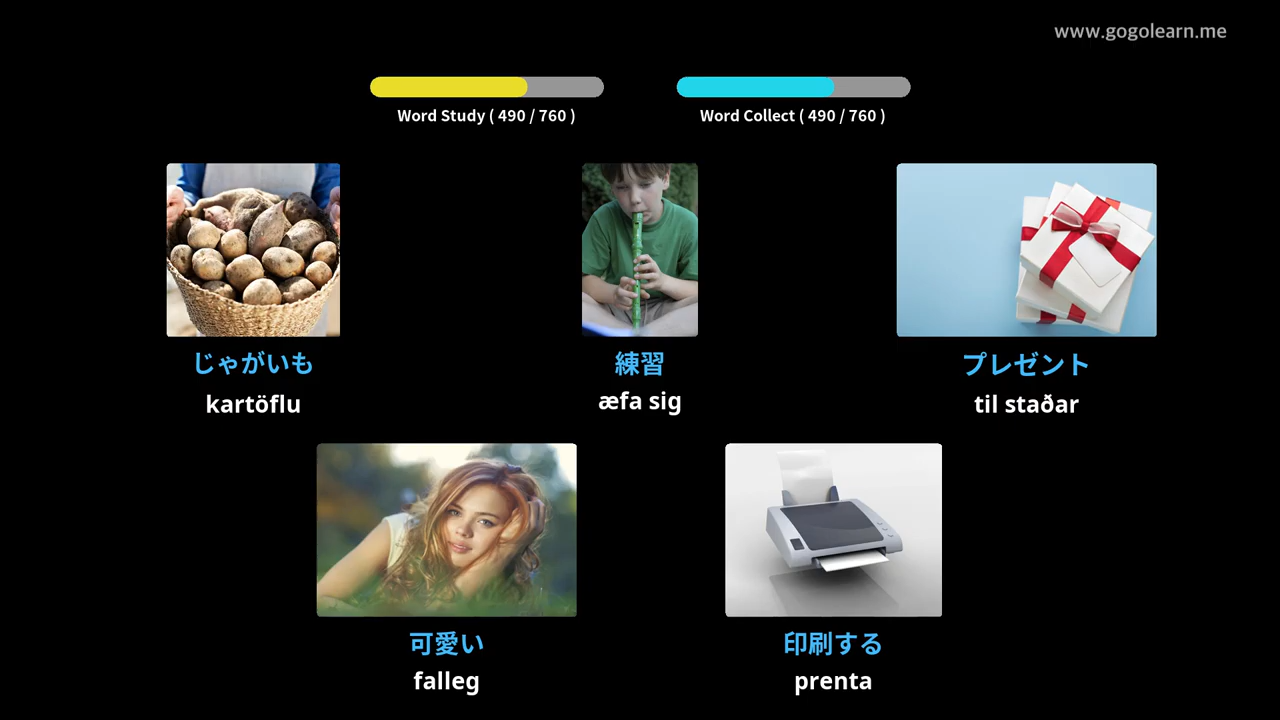 www.gogolearn.me
Word Study ( 490 / 760 )
Word Collect ( 490 / 760 )
じゃがいも
kartöflu
練習
æfa sig
プレゼント
til staðar
可愛い
falleg
印刷する
prenta